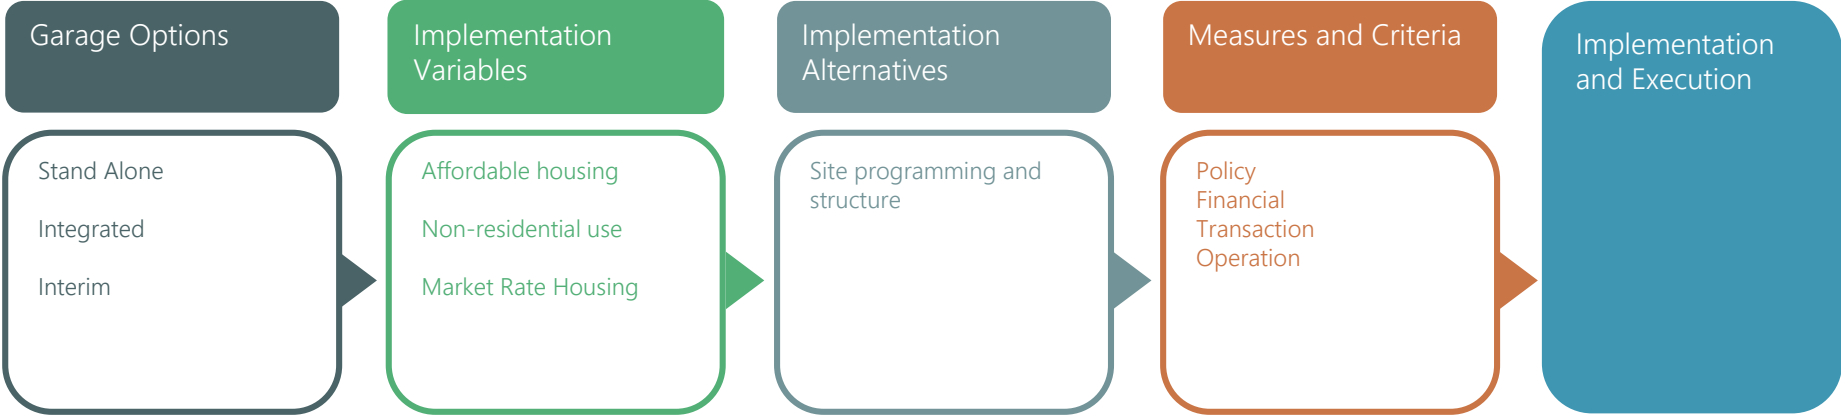 Garage Options
Stand Alone
Integrated
Interim
Implementation
Variables
Affordable housing
Non-residential use
Market Rate Housing
Implementation
Alternatives
Site programming and
structure
Measures and Criteria
Policy
Financial
Transaction
Operation
Implementation
and Execution